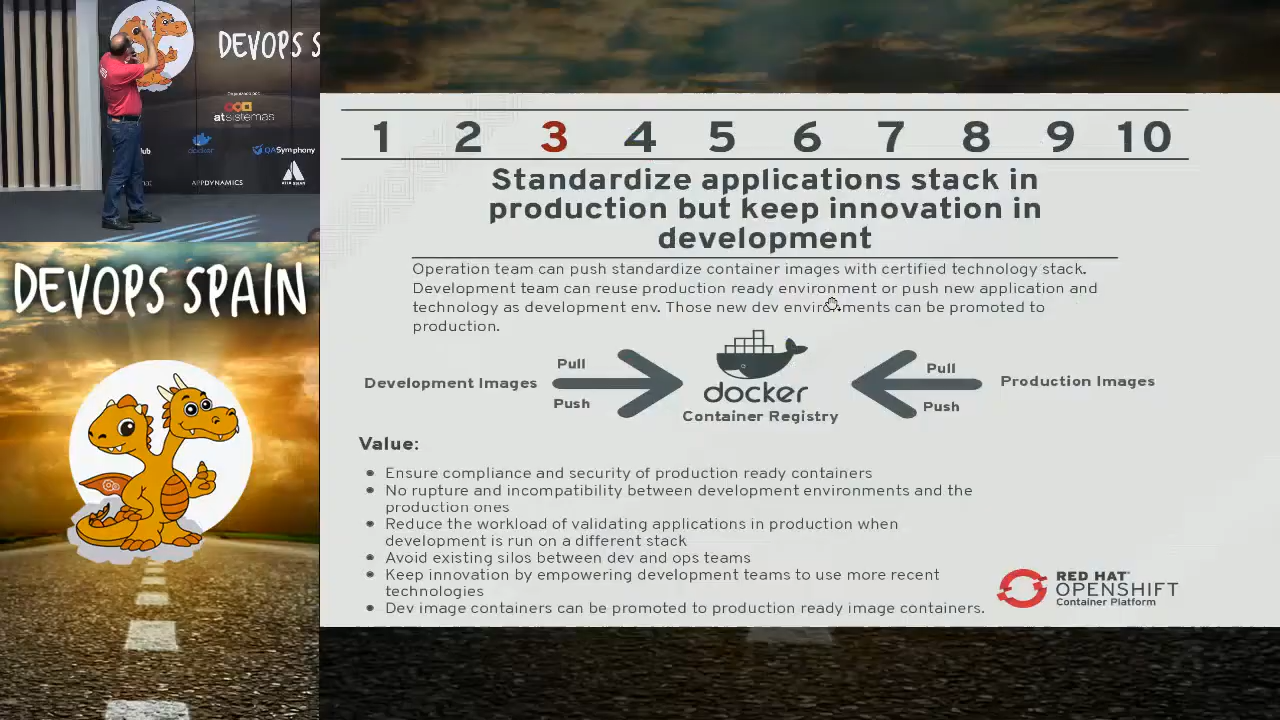 DEVOPS S
Organizado por:
atsistemas
docker
QASymphony
APPDYNAMICS
DEVOPS SPAIN
1 2 3 4 5 6 7 8 9 10
Standardize applications stack in
production but keep innovation in
development
Operation team can push standardize container images with certified technology stack.
Development team can reuse production ready environment or push new application and
technology as development env. Those new dev environments can be promoted to
production.
Development Images
Pull
Push
docker
Container Registry
Pull
Push
Production Images
Value:
Ensure compliance and security of production ready containers
No rupture and incompatibility between development environments and the
production ones
Reduce the workload of validating applications in production when
development is run on a different stack
Avoid existing silos between dev and ops teams
Keep innovation by empowering development teams to use more recent
technologies
Dev image containers can be promoted to production ready image containers.
RED HAT
OPENSHIFT
Container Platform